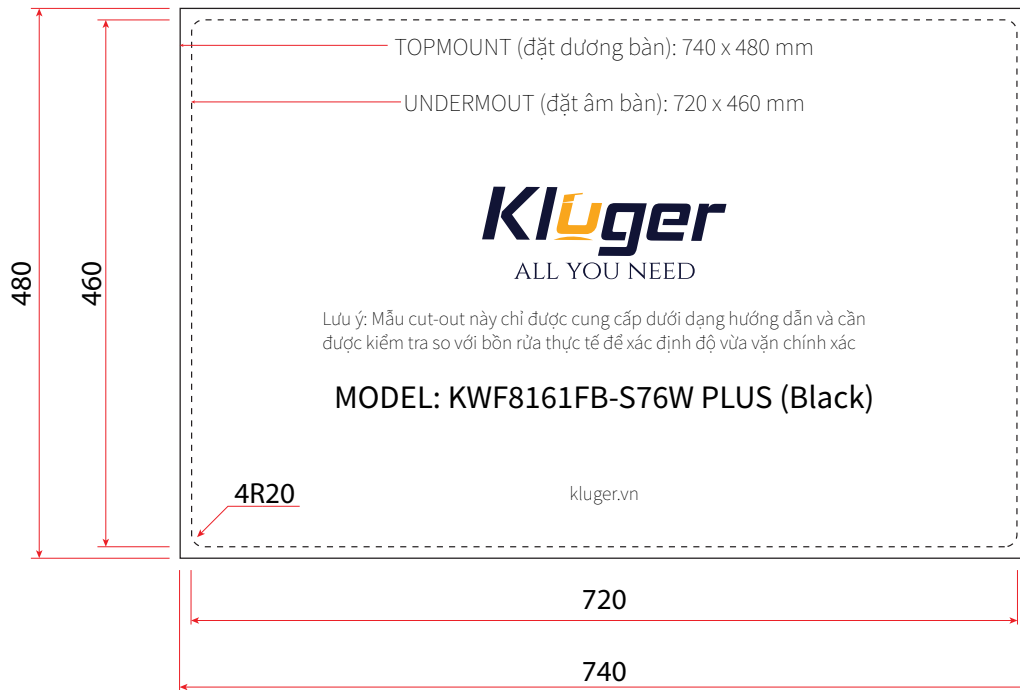 TOPMOUNT (đặt dương bàn): 740 x 480 mm
UNDERMOUT (đặt âm bàn): 720 x 460 mm
480
460
Kluger
ALL YOU NEED
Lưu ý: Mẫu cut-out này chỉ được cung cấp dưới dạng hướng dẫn và cần
được kiểm tra so với bồn rửa thực tế để xác định độ vừa vặn chính xác
MODEL: KWF8161FB-S76W PLUS (Black)
4R20
kluger.vn
720
740